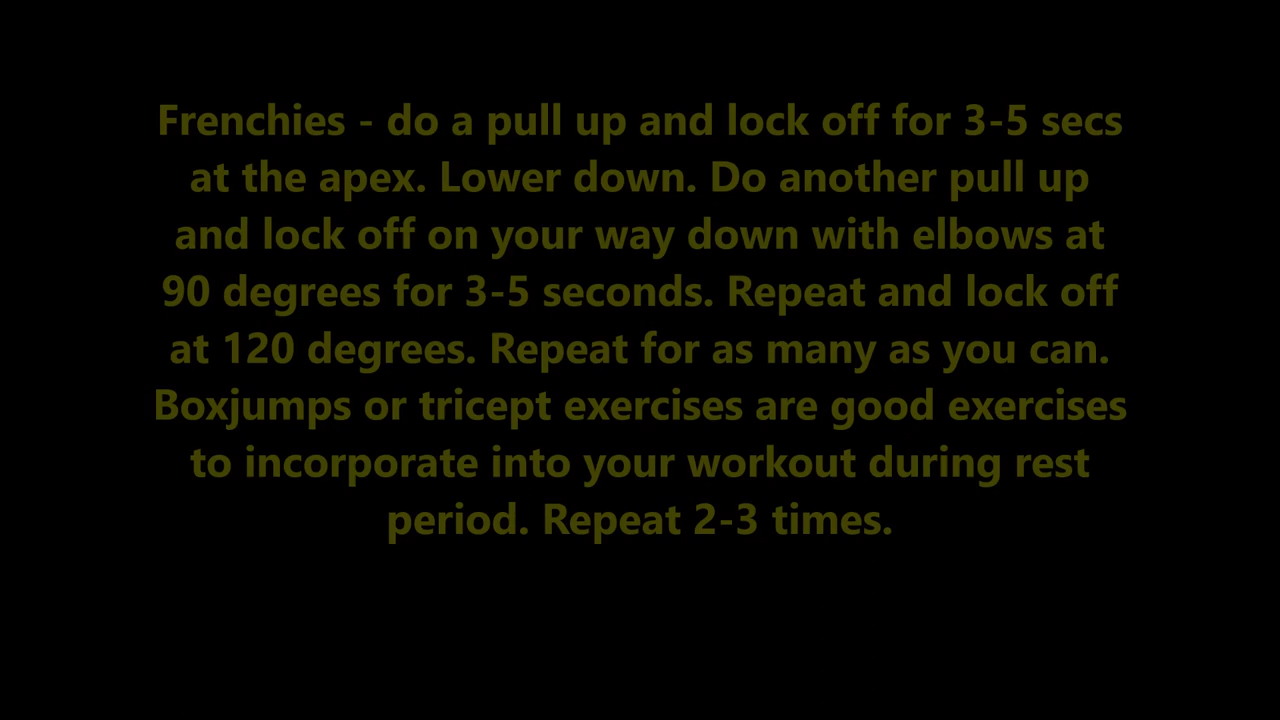 Frenchies - do a pull up and lock off for 3-5 secs
at the apex. Lower down. Do another pull up
and lock off on your way down with elbows at
90 degrees for 3-5 seconds. Repeat and lock off
at 120 degrees. Repeat for as many as you can.
Boxjumps or tricept exercises are good exercises
to incorporate into your workout during rest
period. Repeat 2-3 times.